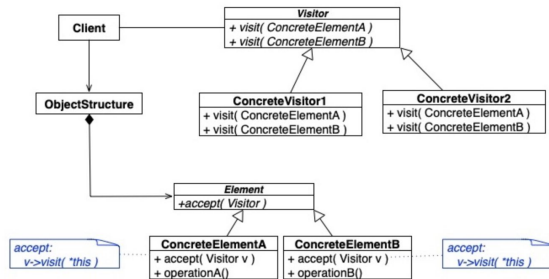 Client
Visitor
+ visit( ConcreteElementA )
+ visit( ConcreteElementB )
ObjectStructure
ConcreteVisitor1
+ visit( ConcreteElementA )
+ visit( ConcreteElementB )
ConcreteVisitor2
+ visit( ConcreteElementA )
+ visit( ConcreteElementB )
Element
+accept( Visitor )
accept:
v->visit( *this )
ConcreteElementA
+ accept( Visitor v )
+ operationA()
ConcreteElementB
+ accept( Visitor v )
+ operationB()
accept:
v->visit( *this )